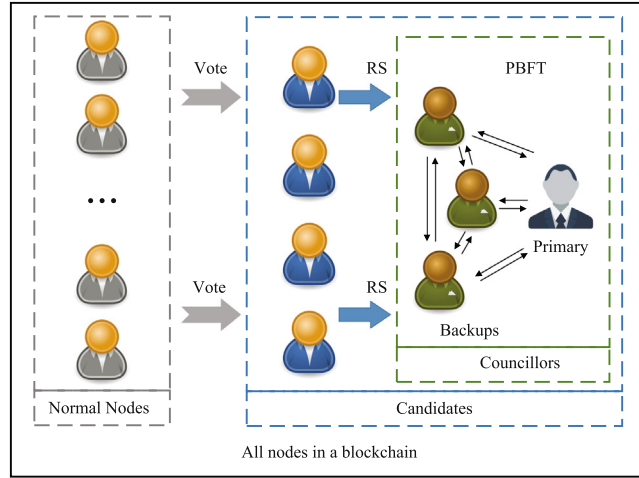 Vote
RS
PBFT
...
Primary
Vote
RS
Backups
Councillors
Normal Nodes
Candidates
All nodes in a blockchain